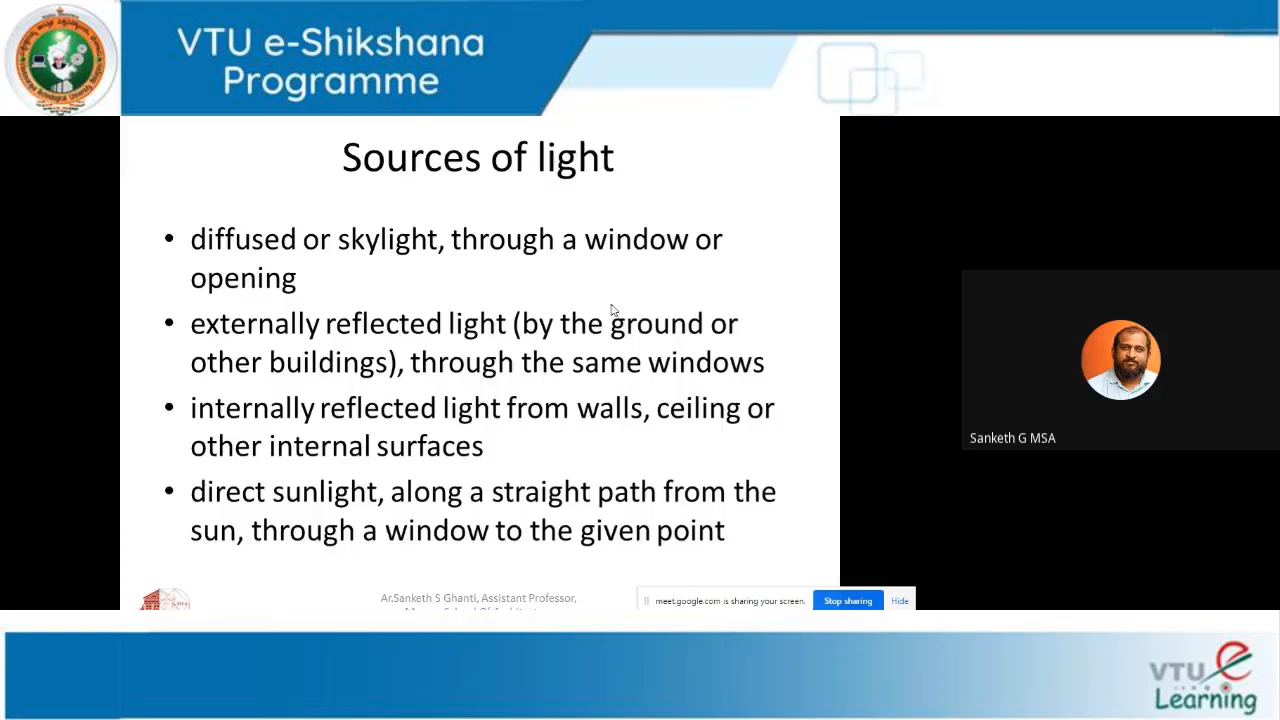 VTU e-Shikshana
Programme
Sources of light
• diffused or skylight, through a window or
opening
• externally reflected light (by the ground or
other buildings), through the same windows
• internally reflected light from walls, ceiling or
other internal surfaces
• direct sunlight, along a straight path from the
sun, through a window to the given point
Sanketh G MSA
Ar.Sanketh S Ghanti, Assistant Professor,
meet.google.com is sharing your screen.
Stop sharing
Hide
VTU
Learning